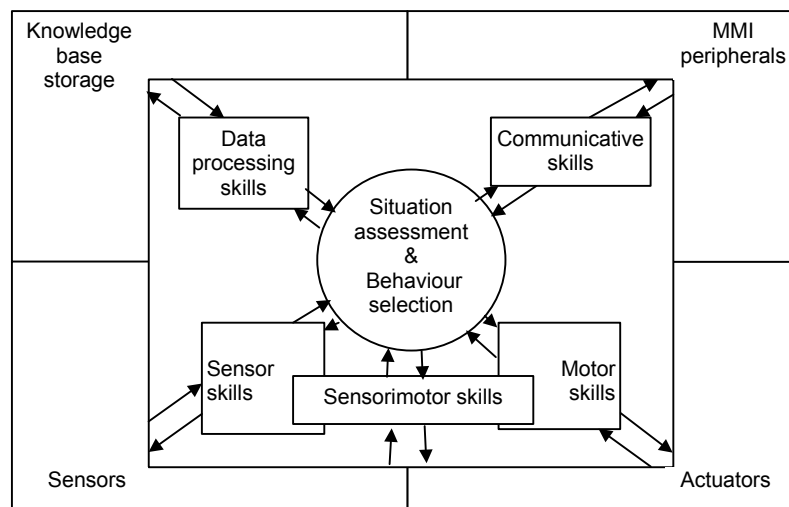 Knowledge
base
storage
MMI
peripherals
Data
processing
skills
Communicative
skills
Situation
assessment
&
Behaviour
selection
Sensor
skills
Sensorimotor skills
Motor
skills
Sensors
Actuators